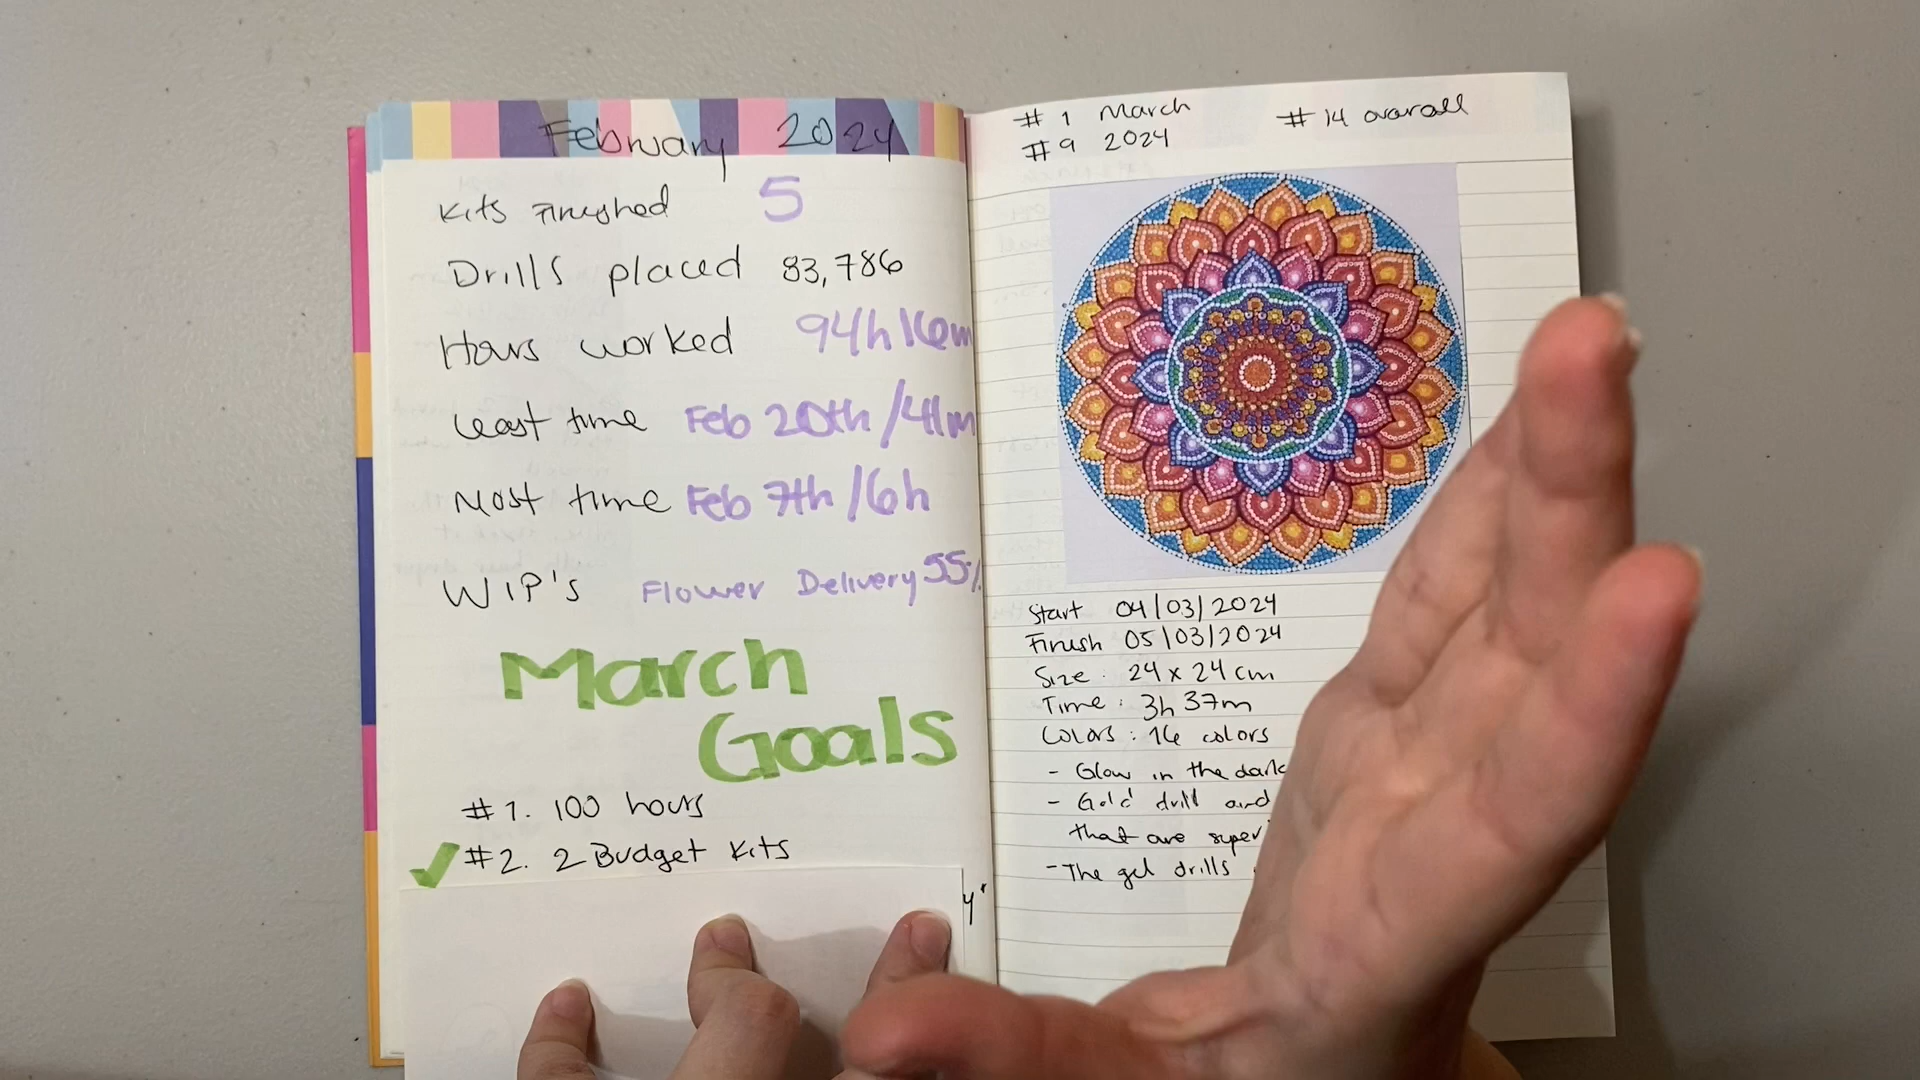 February 2024
Kits Finished 5
Drills placed 83,786
Hours worked 94h 16m
Least time Feb 20th / 41m
Most time Feb 7th / 6h
WIP's Flower Delivery 55%
March
Goals
#1. 100 hours
#2. 2 Budget Kits
y"
#1 March
#9 2024
#14 overall
Start 04/03/2024
Finish 05/03/2024
Size : 24 x 24 cm
Time : 3h 37m
Colors : 16 colors
- Glow in the dark
- Gold drill and
that are super
- The gel drills